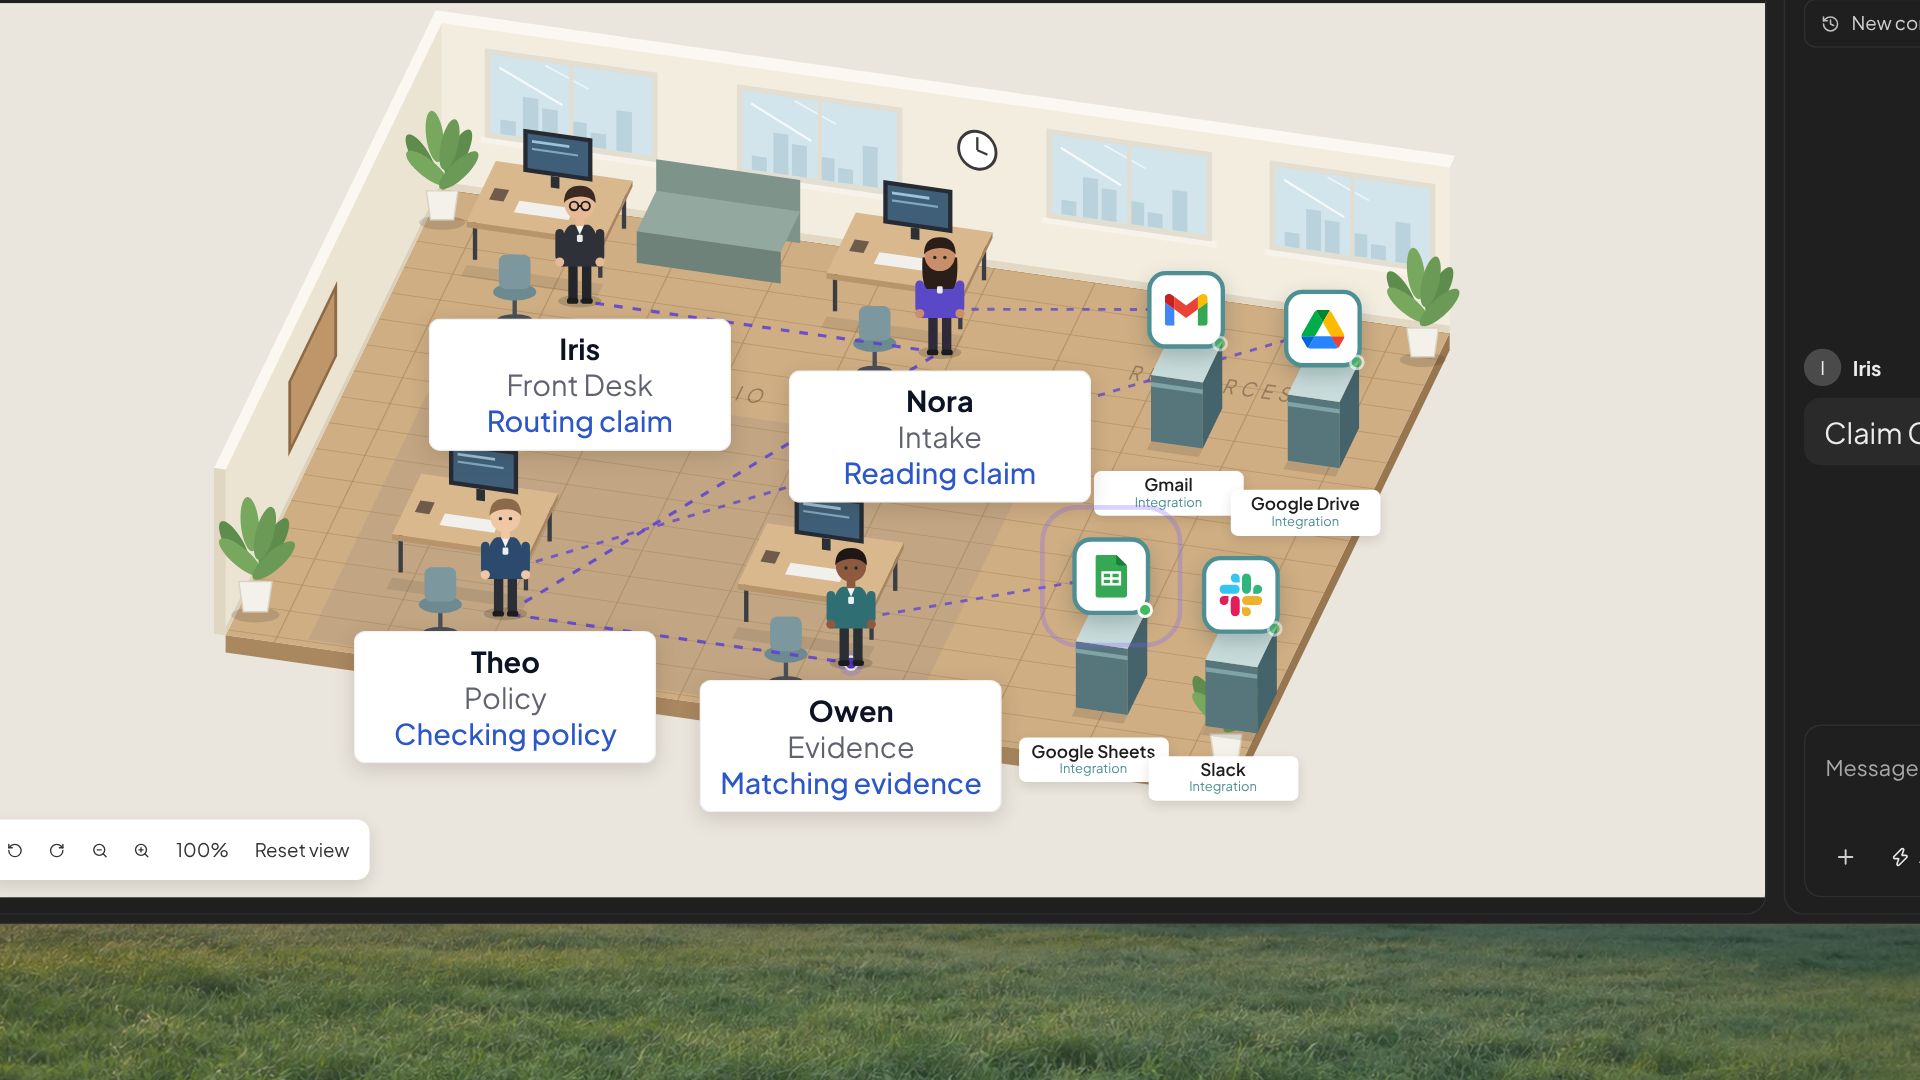 Iris
Front Desk
Routing claim
Nora
Intake
Reading claim
Gmail
Integration
Google Drive
Integration
Theo
Policy
Checking policy
Owen
Evidence
Matching evidence
Google Sheets
Integration
Slack
Integration
100%
Reset view
New
Iris
Claim
Message